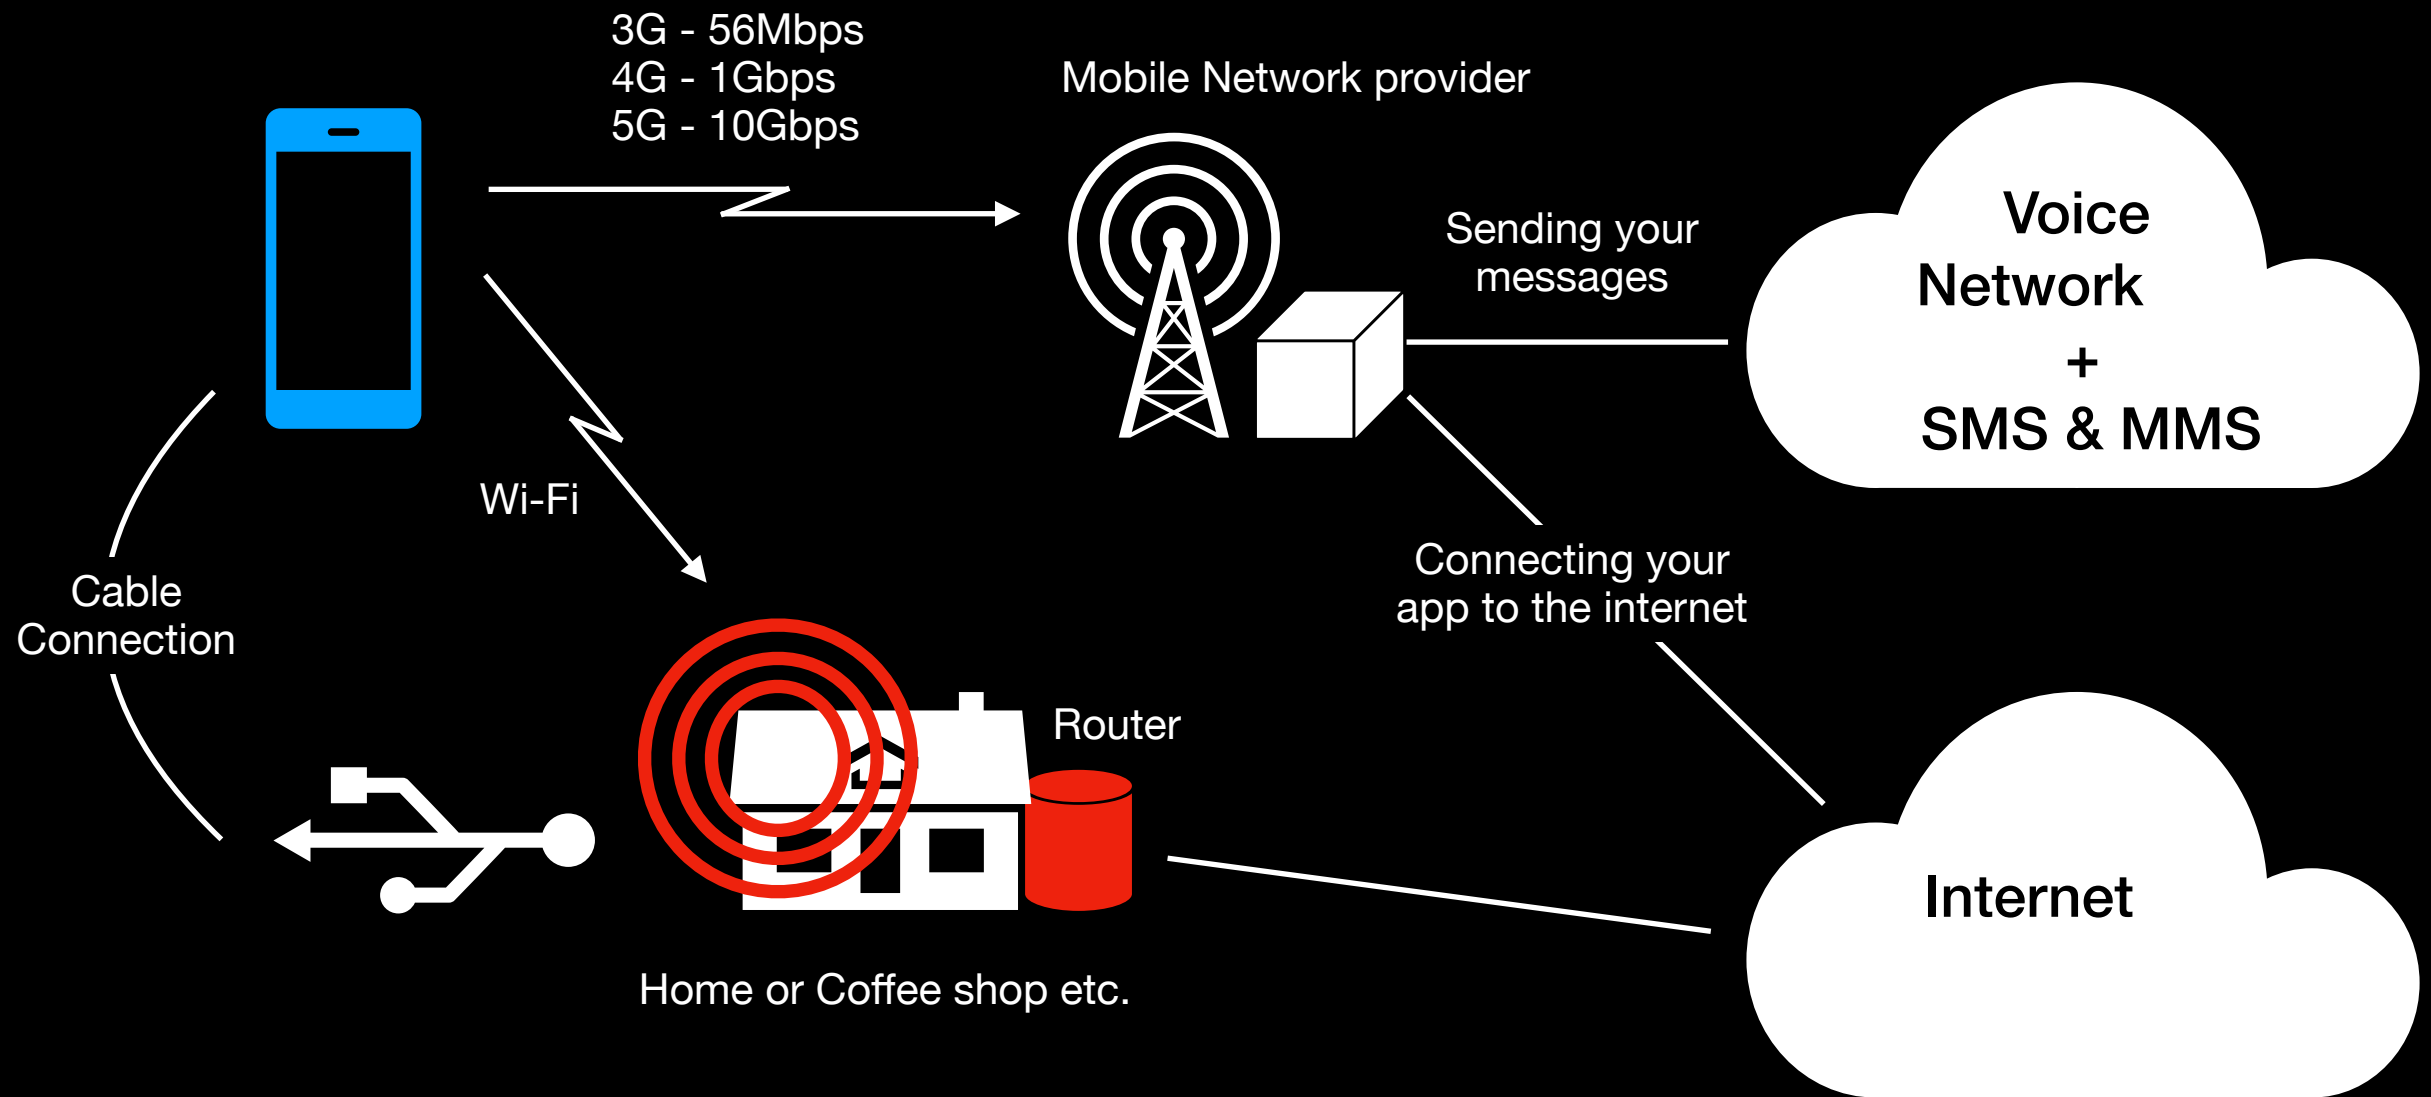 3G - 56Mbps
4G - 1Gbps
5G - 10Gbps
Mobile Network provider
Sending your
messages
Voice
Network
+
SMS & MMS
Wi-Fi
Cable
Connection
Connecting your
app to the internet
Router
Internet
Home or Coffee shop etc.